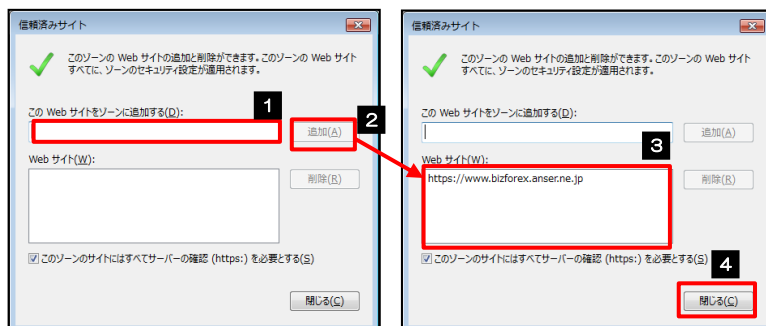 信頼済みサイト
このゾーンの Web サイトの追加と削除ができます。このゾーンの Web サイト
すべてに、ゾーンのセキュリティ設定が適用されます。
1
この Web サイトをゾーンに追加する(D):
追加(A)
2
Web サイト(W):
削除(R)
このゾーンのサイトにはすべてサーバーの確認 (https:) を必要とする(S)
閉じる(C)
信頼済みサイト
このゾーンの Web サイトの追加と削除ができます。このゾーンの Web サイト
すべてに、ゾーンのセキュリティ設定が適用されます。
この Web サイトをゾーンに追加する(D):
追加(A)
3
Web サイト(W):
https://www.bizforex.anser.ne.jp
削除(R)
このゾーンのサイトにはすべてサーバーの確認 (https:) を必要とする(S)
4
閉じる(C)